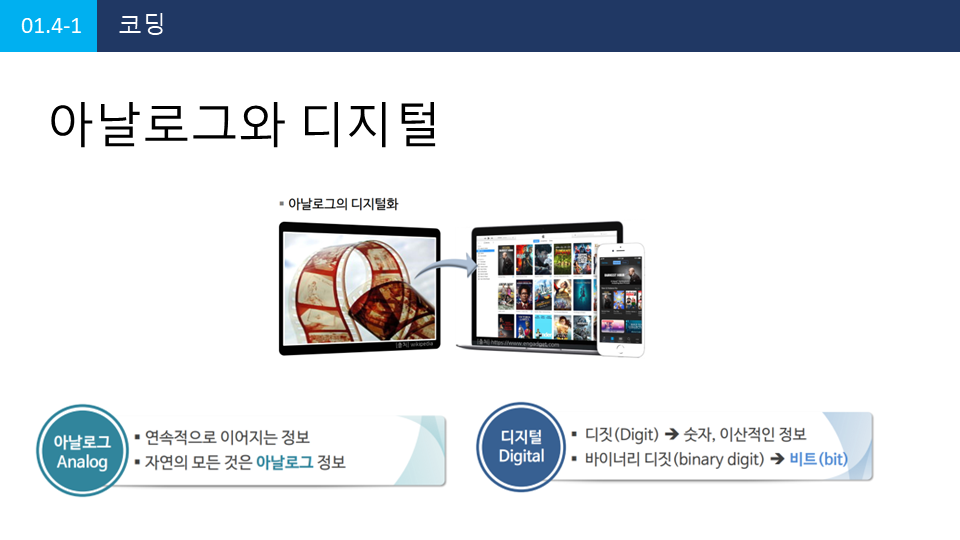 01.4-1 코딩
아날로그와 디지털
▪ 아날로그의 디지털화
[출처] wikipedia
[출처] https://www.engadget.com
아날로그
Analog
▪ 연속적으로 이어지는 정보
▪ 자연의 모든 것은 아날로그 정보
디지털
Digital
▪ 디짓(Digit) ➔ 숫자, 이산적인 정보
▪ 바이너리 디짓(binary digit) ➔ 비트(bit)